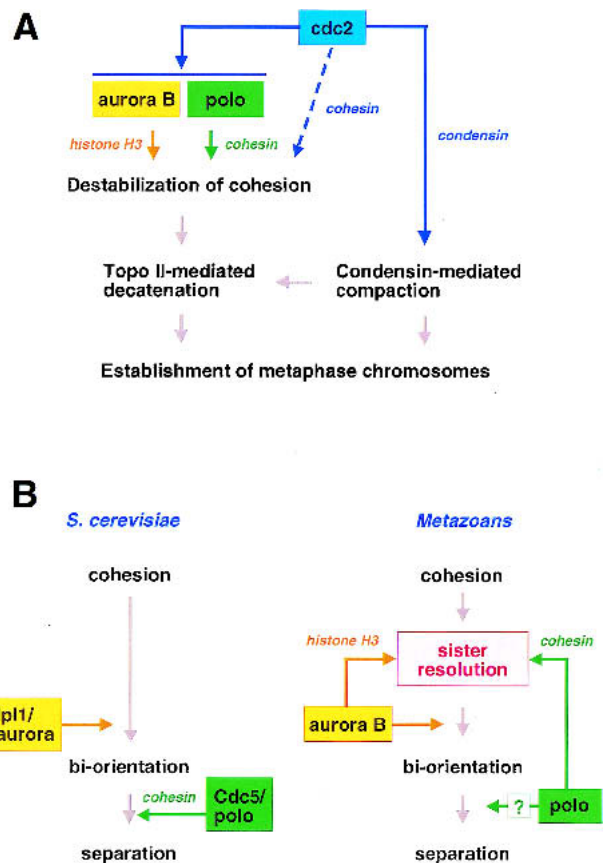 A
cdc2
aurora B
polo
cohesin
condensin
histone H3
cohesin
Destabilization of cohesion
Topo II-mediated
decatenation
Condensin-mediated
compaction
Establishment of metaphase chromosomes
B
S. cerevisiae
Metazoans
cohesion
cohesion
histone H3
cohesin
sister
resolution
Ipl1/
aurora
aurora B
bi-orientation
bi-orientation
cohesin
Cdc5/
polo
?
polo
separation
separation